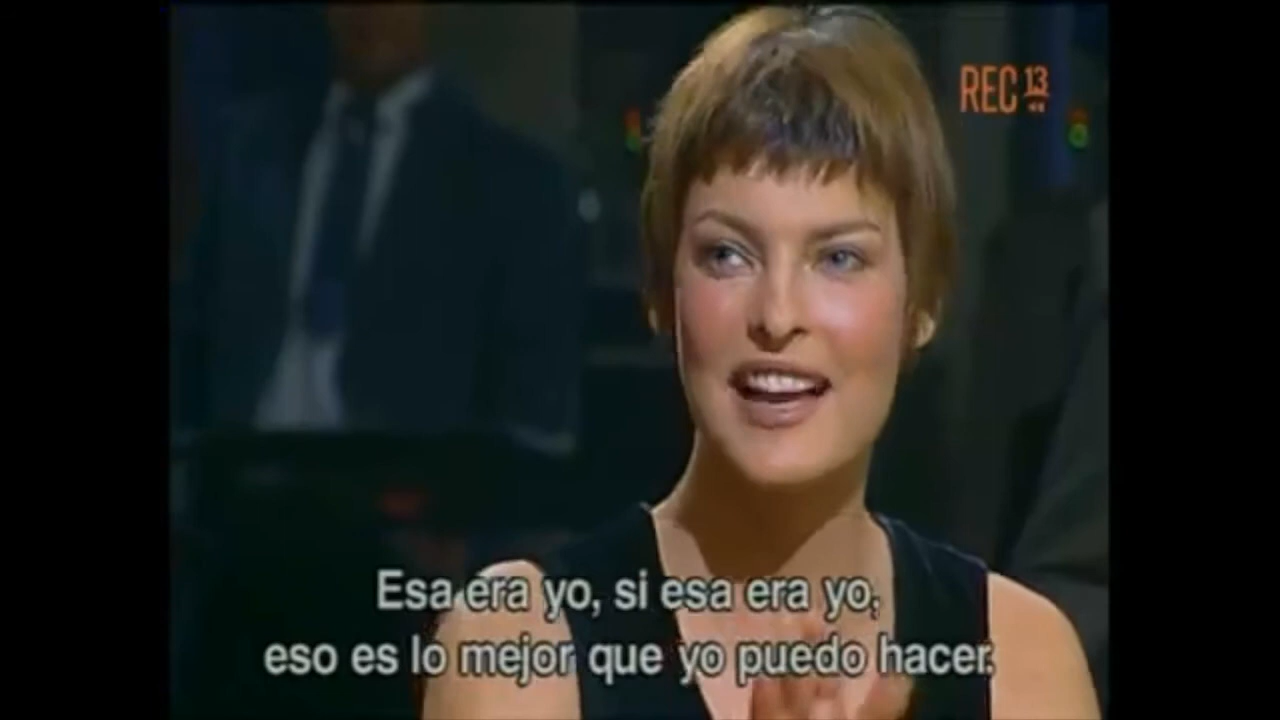 REC 13
Esa era yo, si esa era yo,
eso es lo mejor que yo puedo hacer.